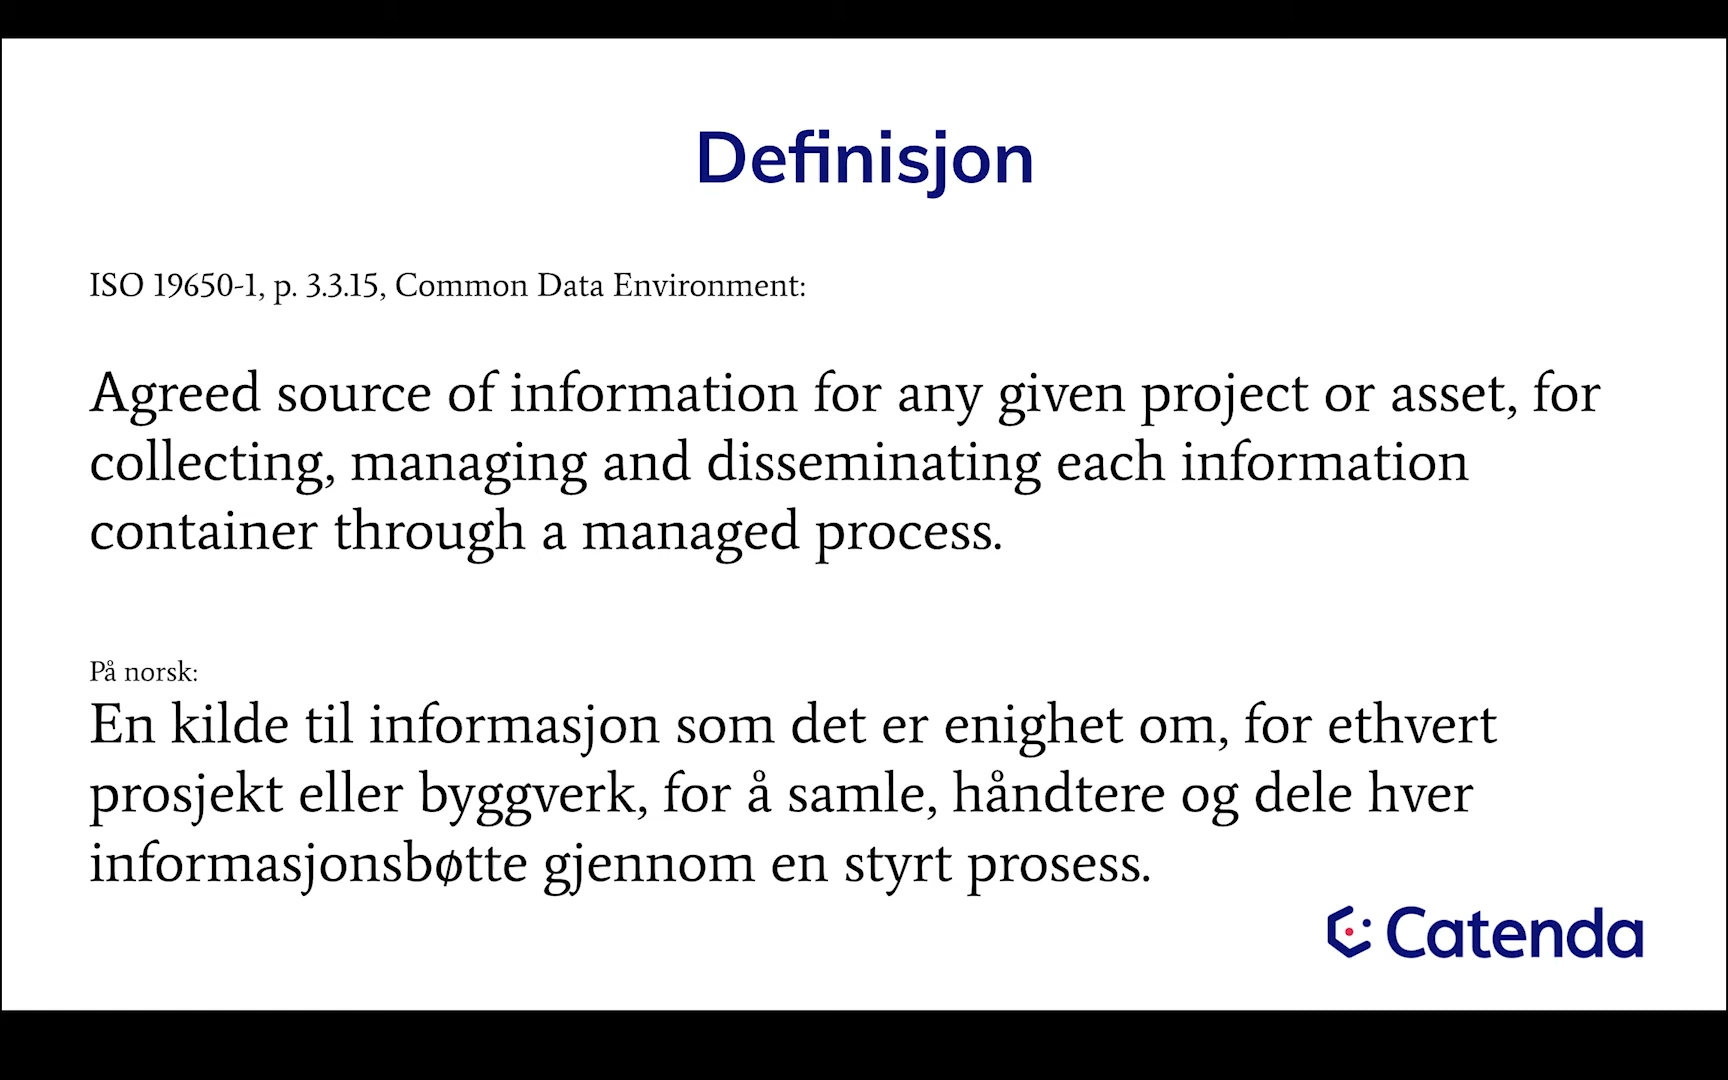 Definisjon
ISO 19650-1, p. 3.3.15, Common Data Environment:
Agreed source of information for any given project or asset, for
collecting, managing and disseminating each information
container through a managed process.
På norsk:
En kilde til informasjon som det er enighet om, for ethvert
prosjekt eller byggverk, for å samle, håndtere og dele hver
informasjonsbøtte gjennom en styrt prosess.
Catenda